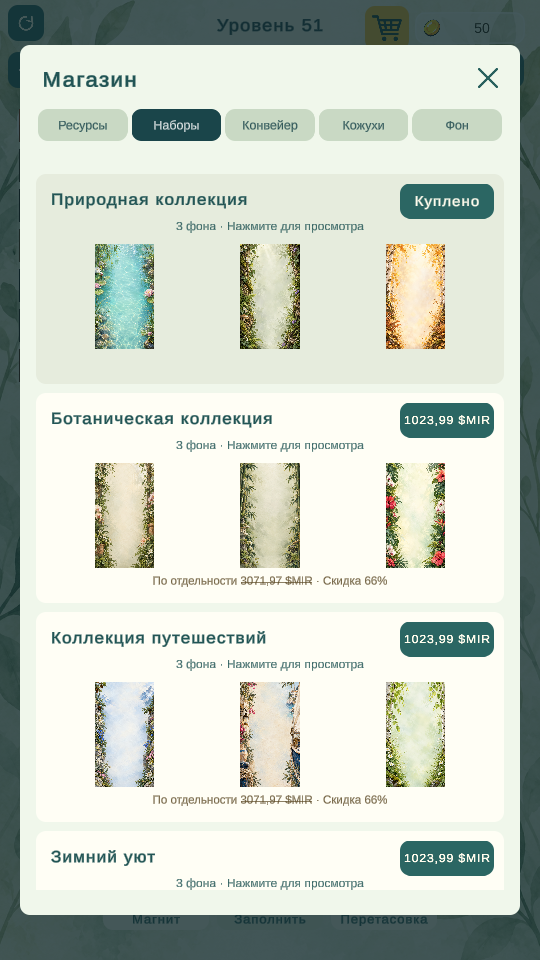 Уровень 51
50
Магазин
Ресурсы
Наборы
Конвейер
Кожухи
Фон
Природная коллекция
Куплено
3 фона · Нажмите для просмотра
Ботаническая коллекция
1023,99 $MIR
3 фона · Нажмите для просмотра
По отдельности 3071,97 $MIR · Скидка 66%
Коллекция путешествий
1023,99 $MIR
3 фона · Нажмите для просмотра
По отдельности 3071,97 $MIR · Скидка 66%
Зимний уют
1023,99 $MIR
3 фона · Нажмите для просмотра
Магнит
Заполнить
Перетасовка